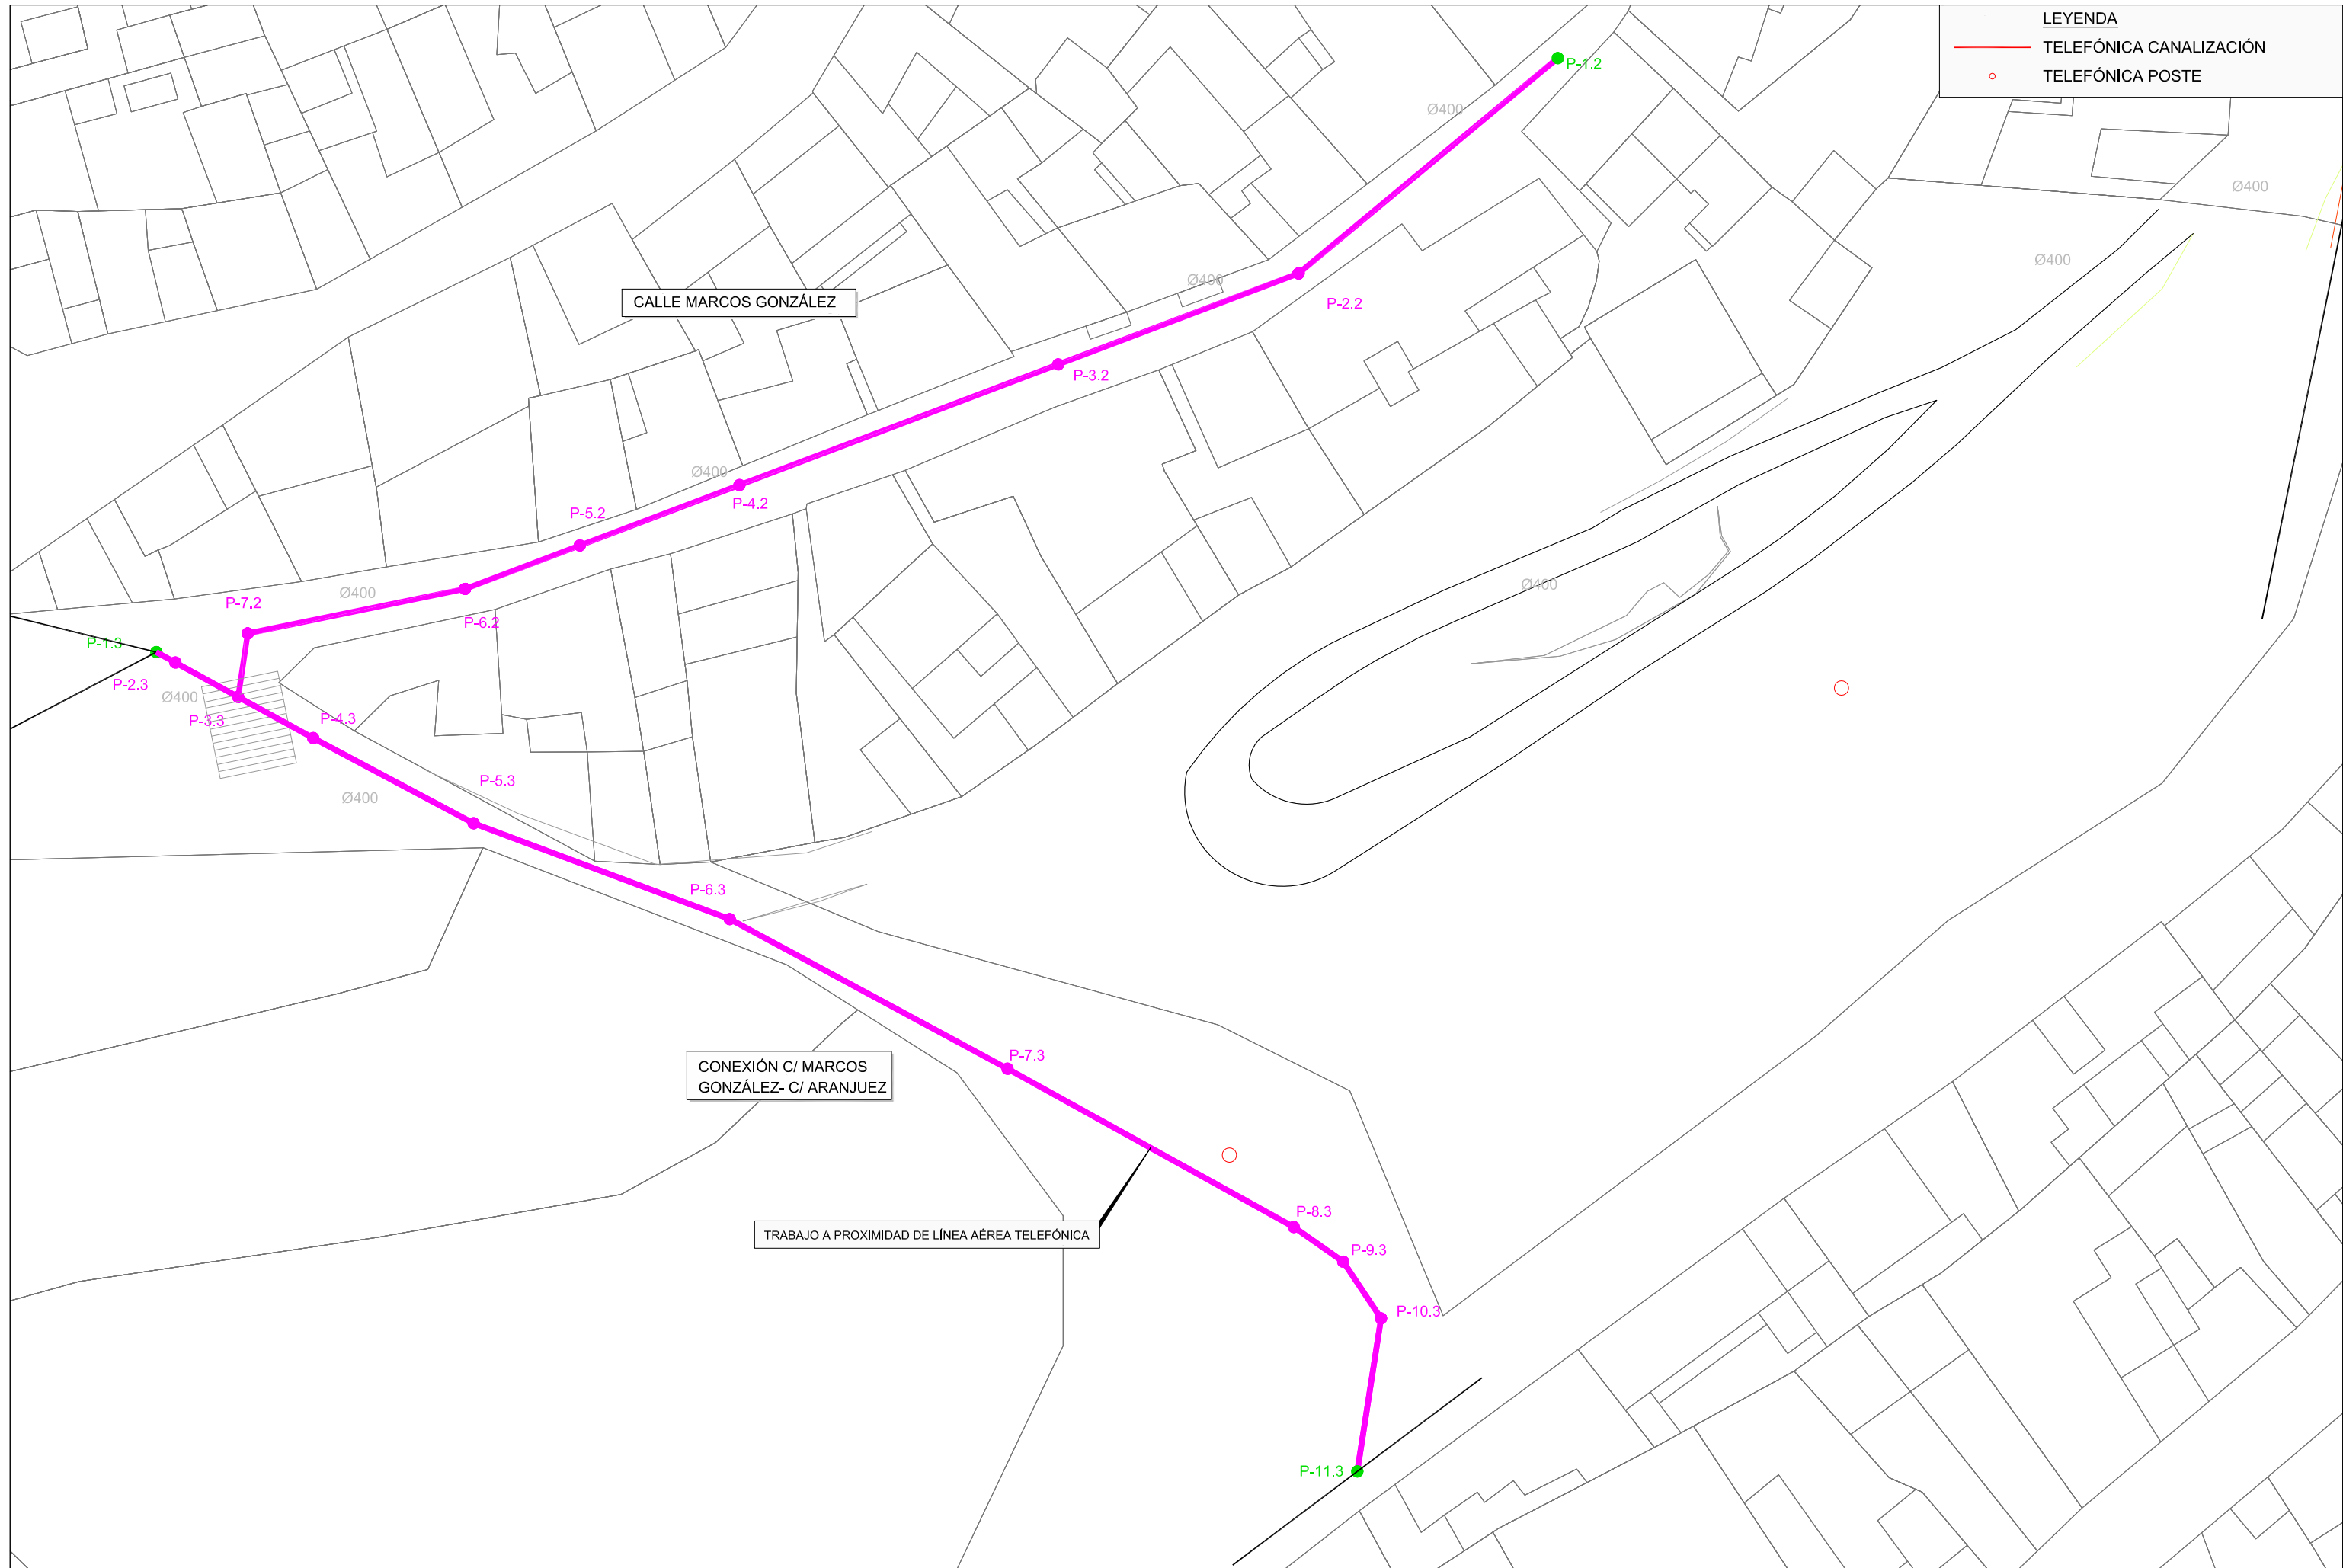 LEYENDA
TELEFÓNICA CANALIZACIÓN
TELEFÓNICA POSTE
P-1.2
Ø400
Ø400
Ø400
Ø400
P-2.2
CALLE MARCOS GONZÁLEZ
P-3.2
Ø400
P-4.2
P-5.2
Ø400
Ø400
P-7.2
P-6.2
P-1.3
P-2.3
Ø400
P-3.3
P-4.3
P-5.3
Ø400
P-6.3
P-7.3
CONEXIÓN C/ MARCOS
GONZÁLEZ- C/ ARANJUEZ
P-8.3
TRABAJO A PROXIMIDAD DE LÍNEA AÉREA TELEFÓNICA
P-9.3
P-10.3
P-11.3